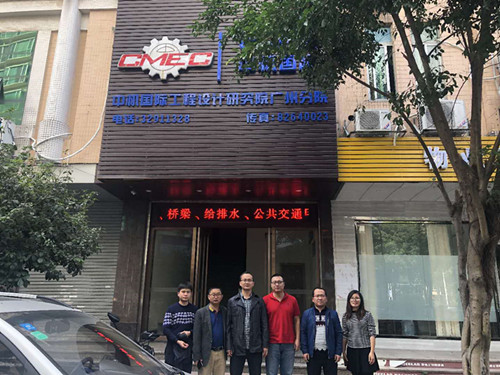 CMEC
中机国际工程设计研究院广州分院
电话:32911328 传真:82640023
、桥梁、给排水、公共交通